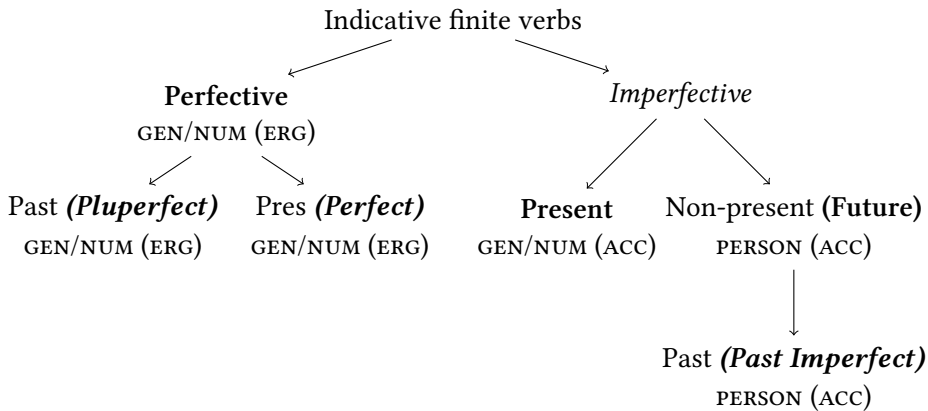 Indicative finite verbs
Perfective
GEN/NUM (ERG)
Imperfective
Past (Pluperfect)
GEN/NUM (ERG)
Pres (Perfect)
GEN/NUM (ERG)
Present
GEN/NUM (ACC)
Non-present (Future)
PERSON (ACC)
Past (Past Imperfect)
PERSON (ACC)